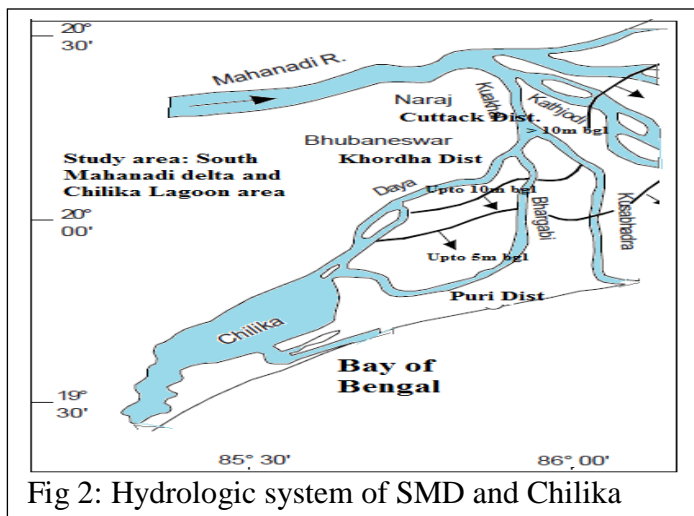 20°
30'
Mahanadi R.
Naraj
Kuakhai
Kathjodi
Cuttack Dist.
> 10m bgl
Bhubaneswar
Khordha Dist
Study area: South
Mahanadi delta and
Chilika Lagoon area
Daya
Upto 10m bgl
Bhargabi
Kusabhadra
20°
00'
Upto 5m bgl
Puri Dist
Chilika
Bay of
Bengal
19°
30'
85° 30'
86° 00'
Fig 2: Hydrologic system of SMD and Chilika